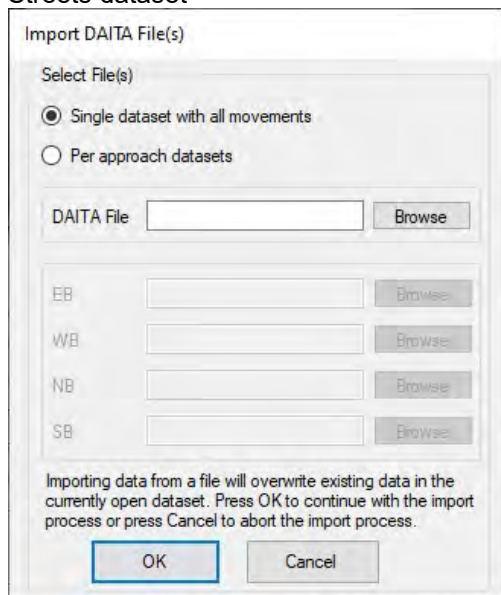 Streets dataset
Import DAITA File(s)
Select File(s)
Single dataset with all movements
Per approach datasets
DAITA File Browse
EB Browse
WB Browse
NB Browse
SB Browse
Importing data from a file will overwrite existing data in the
currently open dataset. Press OK to continue with the import
process or press Cancel to abort the import process.
OK Cancel